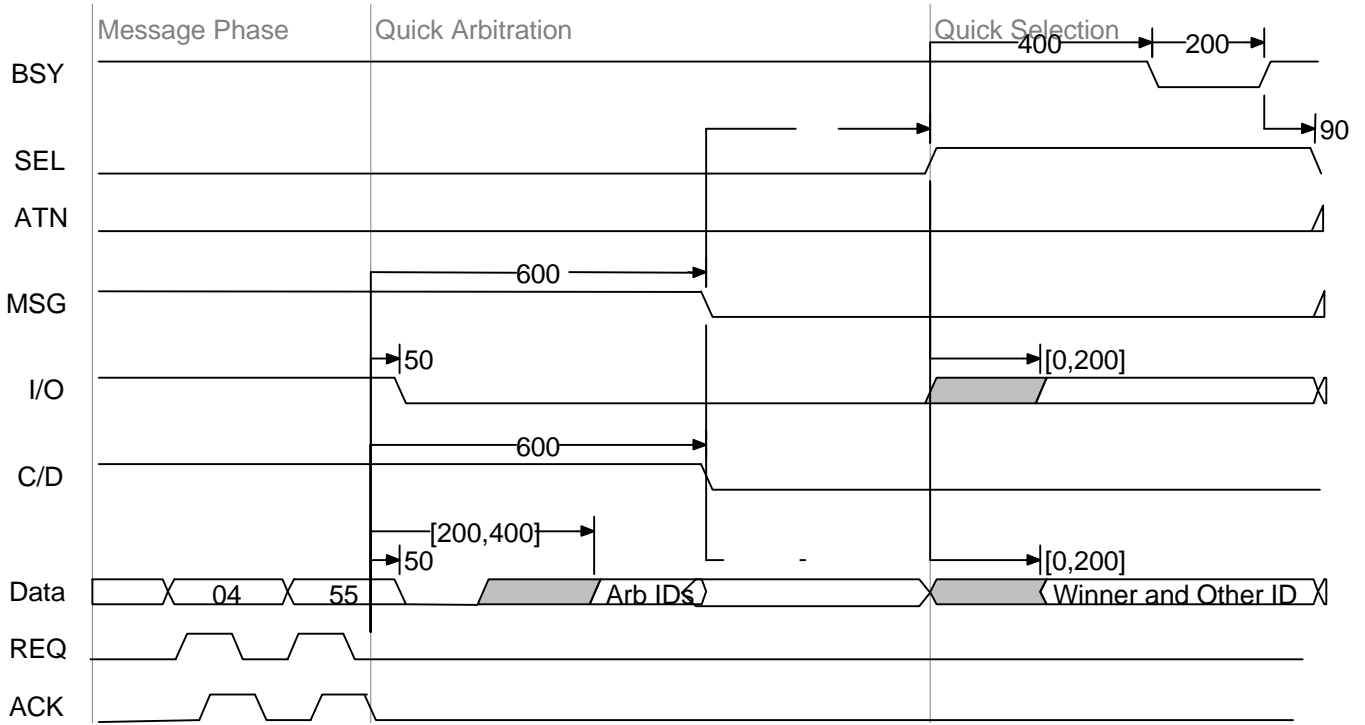 Message Phase
Quick Arbitration
Quick Selection
400
200
BSY
90
SEL
ATN
600
MSG
50
[0,200]
I/O
600
C/D
[200,400]
50
[0,200]
Data
04
55
Arb IDs
Winner and Other ID
REQ
ACK